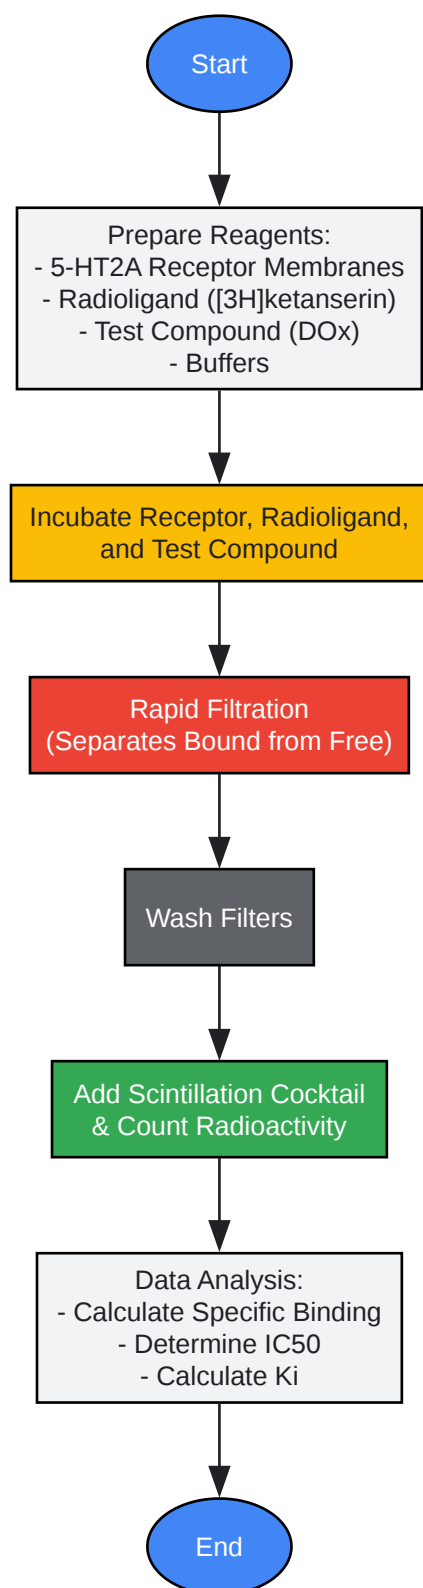 Start
Prepare Reagents:
- 5-HT2A Receptor Membranes
- Radioligand ([3H]ketanserin)
- Test Compound (DOx)
- Buffers
Incubate Receptor, Radioligand,
and Test Compound
Rapid Filtration
(Separates Bound from Free)
Wash Filters
Add Scintillation Cocktail
& Count Radioactivity
Data Analysis:
- Calculate Specific Binding
- Determine IC50
- Calculate Ki
End